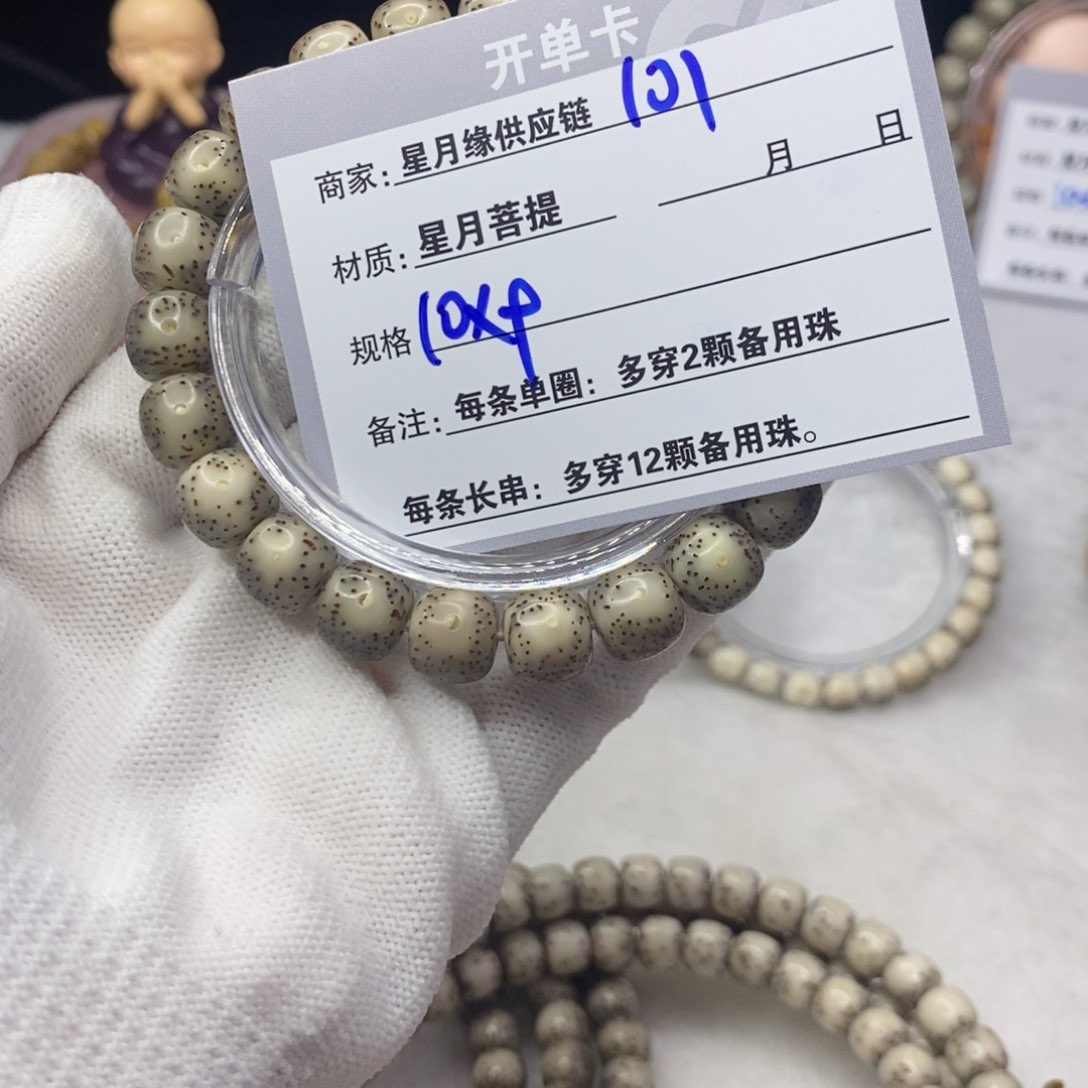 开单卡
商家：星月缘供应链 101
月 日
材质：星月菩提
规格 10x9
备注：每条单圈：多穿2颗备用珠
每条长串：多穿12颗备用珠。